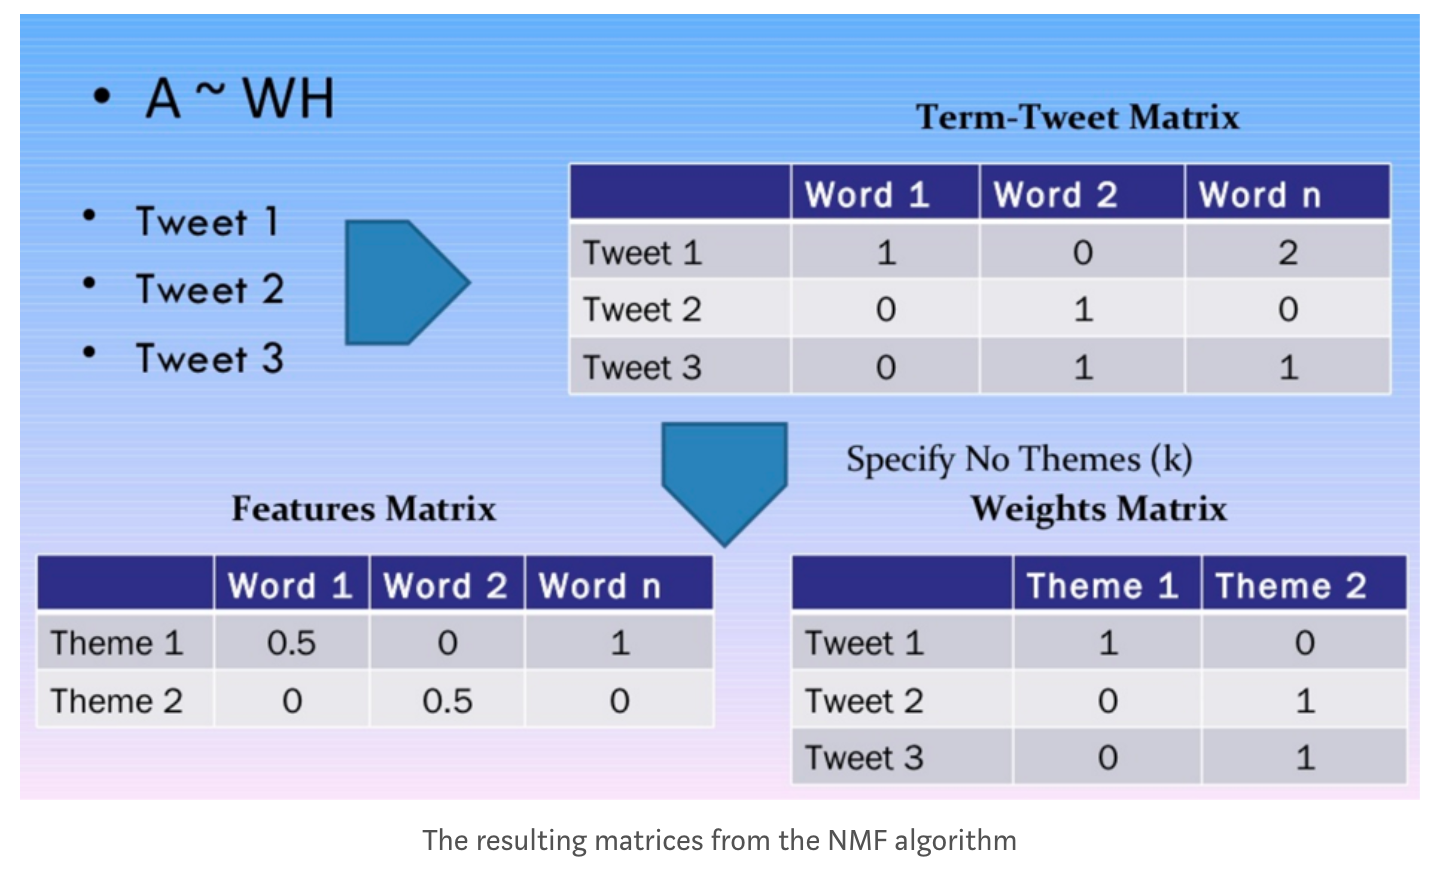 • A ~ WH
• Tweet 1
• Tweet 2
• Tweet 3
Term-Tweet Matrix
Word 1 Word 2 Word n
Tweet 1 1 0 2
Tweet 2 0 1 0
Tweet 3 0 1 1
Specify No Themes (k)
Features Matrix
Word 1 Word 2 Word n
Theme 1 0.5 0 1
Theme 2 0 0.5 0
Weights Matrix
Theme 1 Theme 2
Tweet 1 1 0
Tweet 2 0 1
Tweet 3 0 1
The resulting matrices from the NMF algorithm